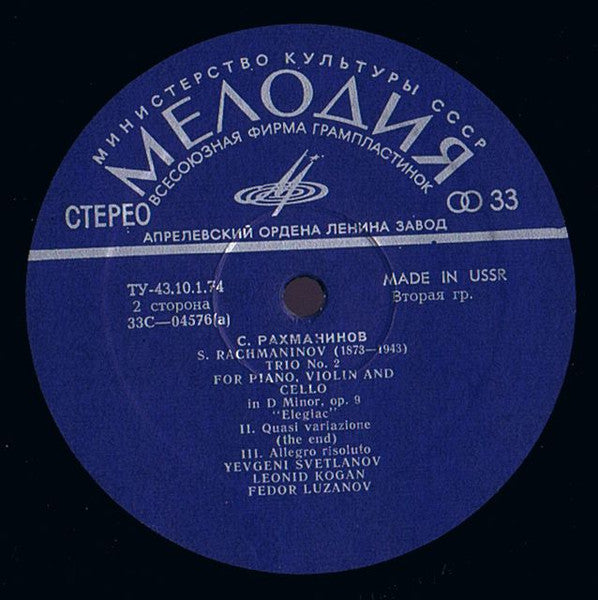 МИНИСТЕРСТВО КУЛЬТУРЫ СССР
МЕЛОДИЯ
ВСЕСОЮЗНАЯ ФИРМА ГРАМПЛАСТИНОК
СТЕРЕО
33
АПРЕЛЕВСКИЙ ОРДЕНА ЛЕНИНА ЗАВОД
ТУ-43.10.1.74
2 сторона
33С—04576(а)
MADE IN USSR
Вторая гр.
С. РАХМАНИНОВ
S. RACHMANINOV (1873—1943)
TRIO No. 2
FOR PIANO, VIOLIN AND
CELLO
in D Minor, op. 9
"Elegiac"
II. Quasi variazione
(the end)
III. Allegro risoluto
YEVGENI SVETLANOV
LEONID KOGAN
FEDOR LUZANOV